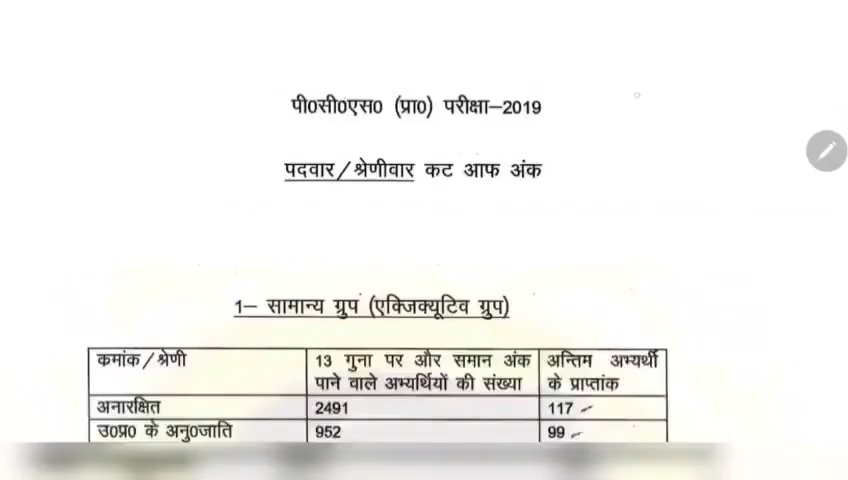 पी0सी0एस0 (प्रा0) परीक्षा–2019
पदवार/श्रेणीवार कट आफ अंक
1– सामान्य ग्रुप (एक्जिक्यूटिव ग्रुप)
कमांक/श्रेणी
13 गुना पर और समान अंक
पाने वाले अभ्यर्थियों की संख्या
अन्तिम अभ्यर्थी
के प्राप्तांक
अनारक्षित 2491 117
उ0प्र0 के अनु0जाति 952 99